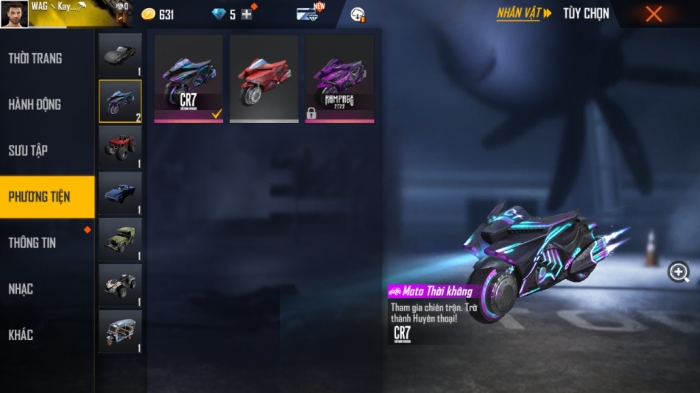 WAG
631
5
NEW
NHÂN VẬT
TÙY CHỌN
THỜI TRANG
HÀNH ĐỘNG
SƯU TẬP
PHƯƠNG TIỆN
THÔNG TIN
NHẠC
KHÁC
1
2
1
1
1
1
1
CR7
RAMPAGE
Moto Thời không
Tham gia chiến trận. Trở
thành Huyền thoại!
CR7